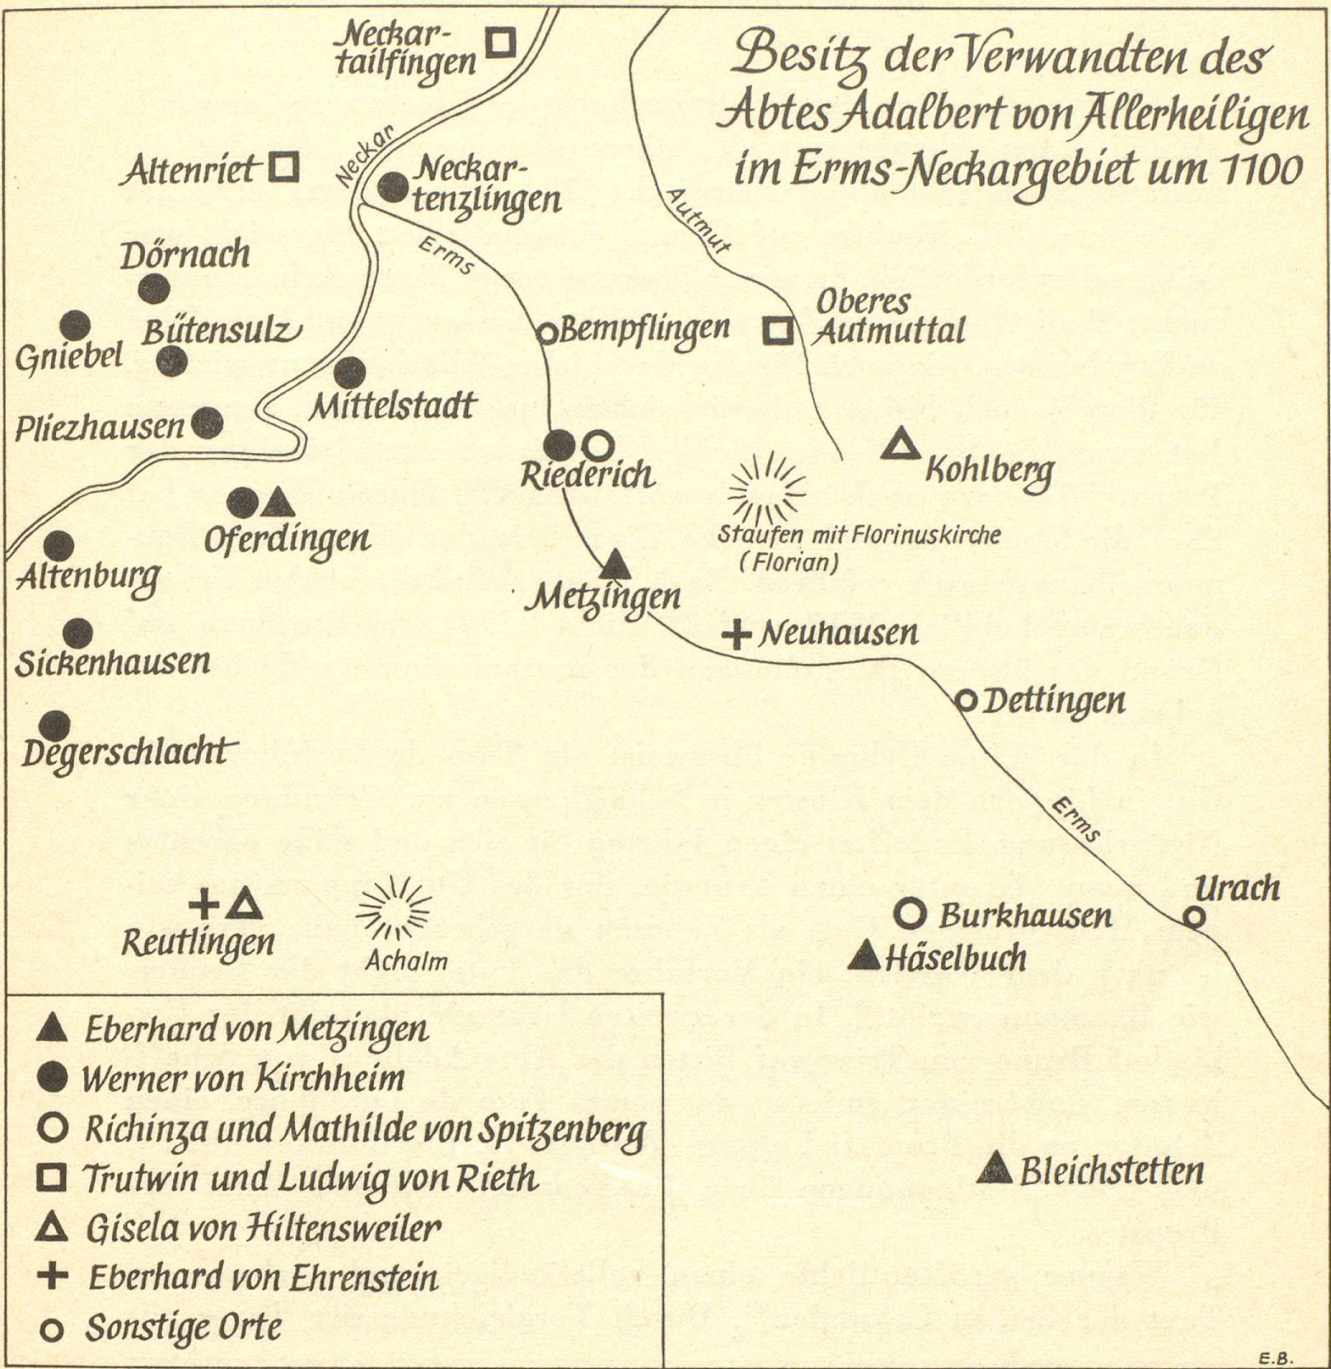 Besitz der Verwandten des
Abtes Adalbert von Allerheiligen
im Erms-Neckargebiet um 1100
Neckar-
tailfingen
Neckar
Altenriet
Neckar-
tenzlingen
Autmut
Erms
Dörnach
Oberes
Autmuttal
Bempflingen
Gniebel
Bütensulz
Mittelstadt
Pliezhausen
Riederich
Kohlberg
Staufen mit Florinuskirche
(Florian)
Oferdingen
Altenburg
Metzingen
Neuhausen
Sickenhausen
Dettingen
Degerschlacht
Erms
Urach
Burkhausen
Häselbuch
Reutlingen
Achalm
Bleichstetten
Eberhard von Metzingen
Werner von Kirchheim
Richinza und Mathilde von Spitzenberg
Trutwin und Ludwig von Rieth
Gisela von Hiltensweiler
Eberhard von Ehrenstein
Sonstige Orte
E.B.